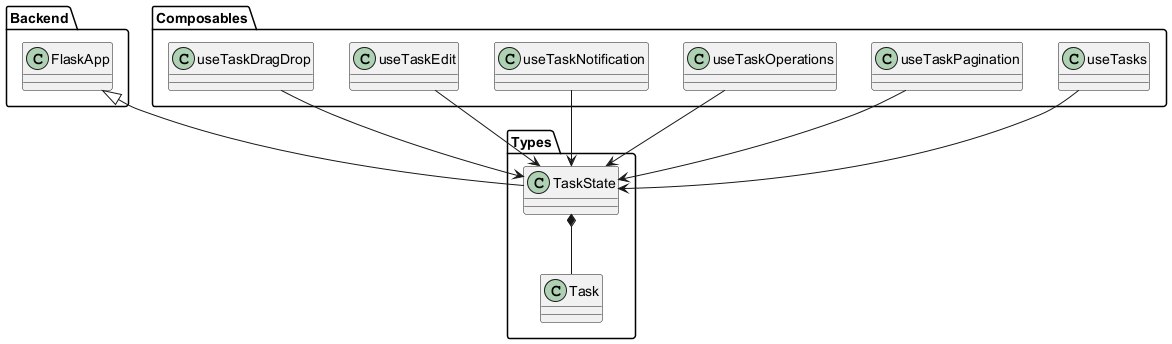 Backend
Composables
C FlaskApp
C useTaskDragDrop
C useTaskEdit
C useTaskNotification
C useTaskOperations
C useTaskPagination
C useTasks
Types
C TaskState
C Task